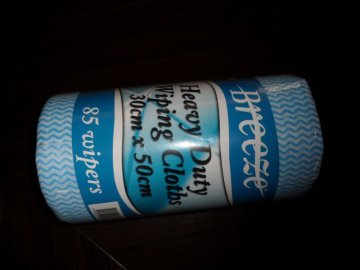 Breeze
Heavy Duty
Wiping Cloths
30cm x 50cm
85 wipers